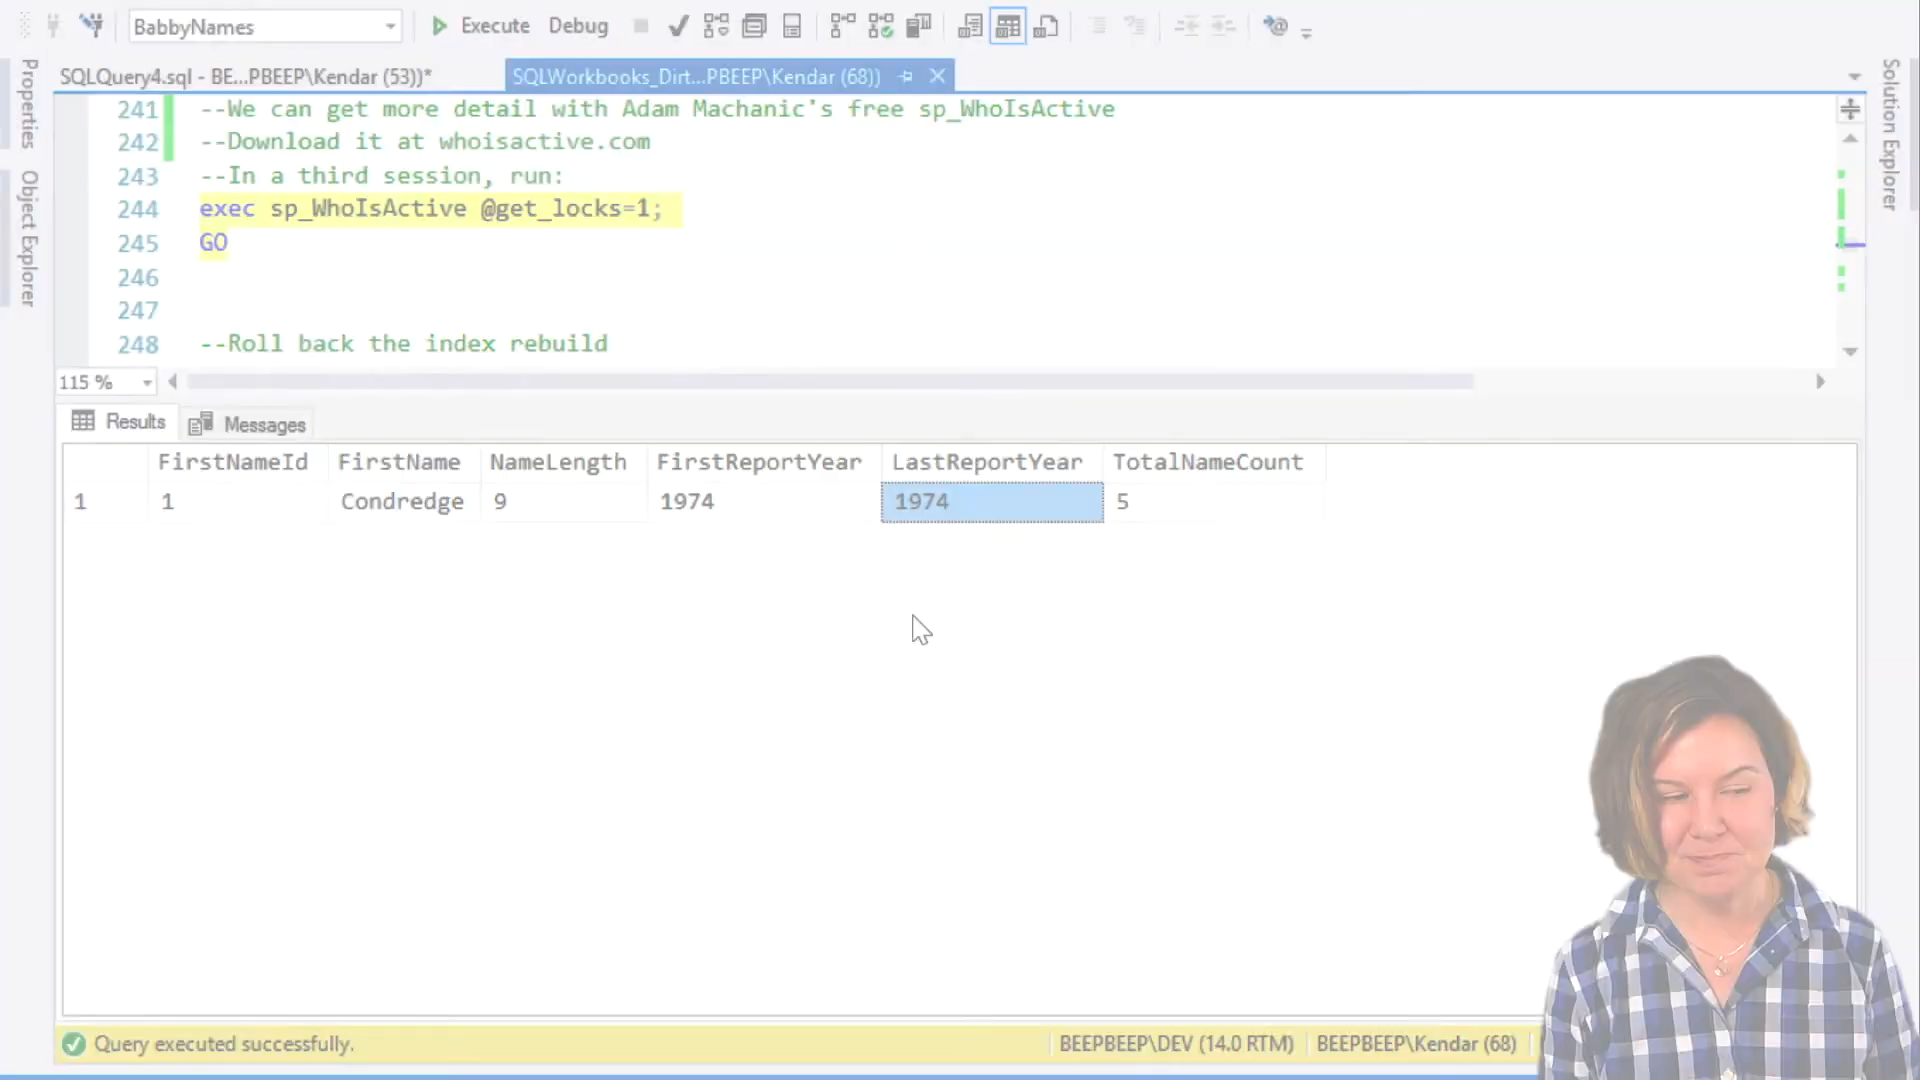 BabbyNames
Execute
Debug
SQLQuery4.sql - BE...PBEEP\Kendar (53))*
SQLWorkbooks_Dirt...PBEEP\Kendar (68))
Properties
Object Explorer
Solution Explorer
241 --We can get more detail with Adam Machanic's free sp_WhoIsActive
242 --Download it at whoisactive.com
243 --In a third session, run:
244 exec sp_WhoIsActive @get_locks=1;
245 GO
246
247
248 --Roll back the index rebuild
115 %
Results
Messages
FirstNameId FirstName NameLength FirstReportYear LastReportYear TotalNameCount
1 1 Condredge 9 1974 1974 5
Query executed successfully.
BEEPBEEP\DEV (14.0 RTM)
BEEPBEEP\Kendar (68)